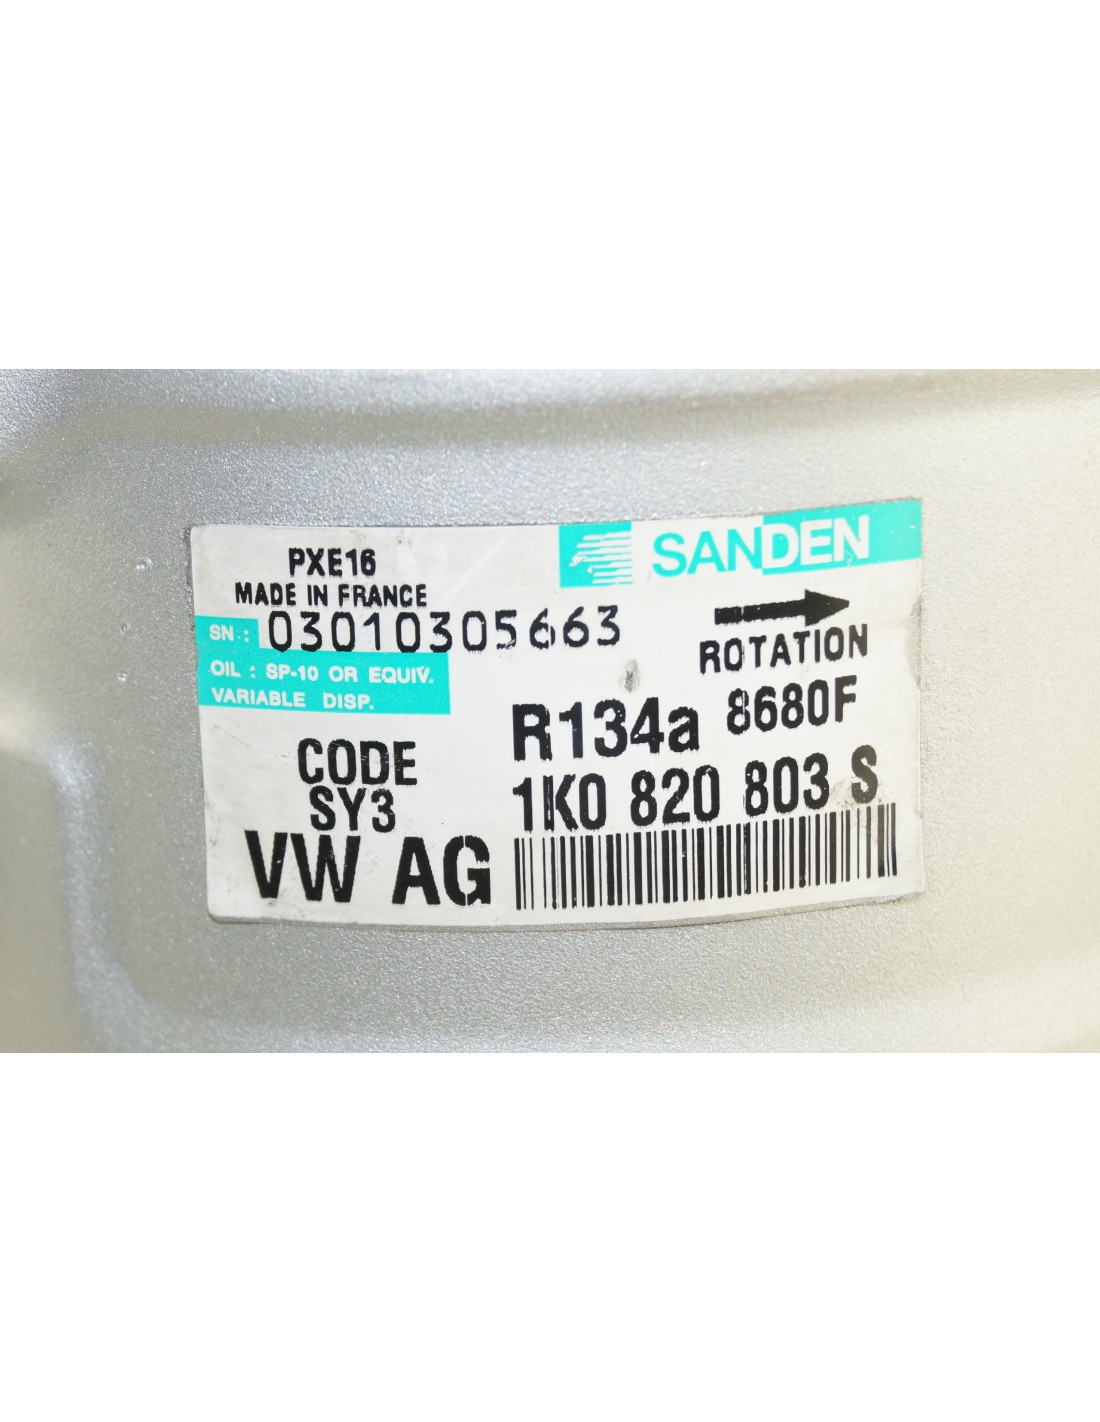 SANDEN
PXE16
MADE IN FRANCE
SN : 03010305663
ROTATION
OIL : SP-10 OR EQUIV.
VARIABLE DISP.
R134a 8680F
CODE
SY3
1K0 820 803 S
VW AG